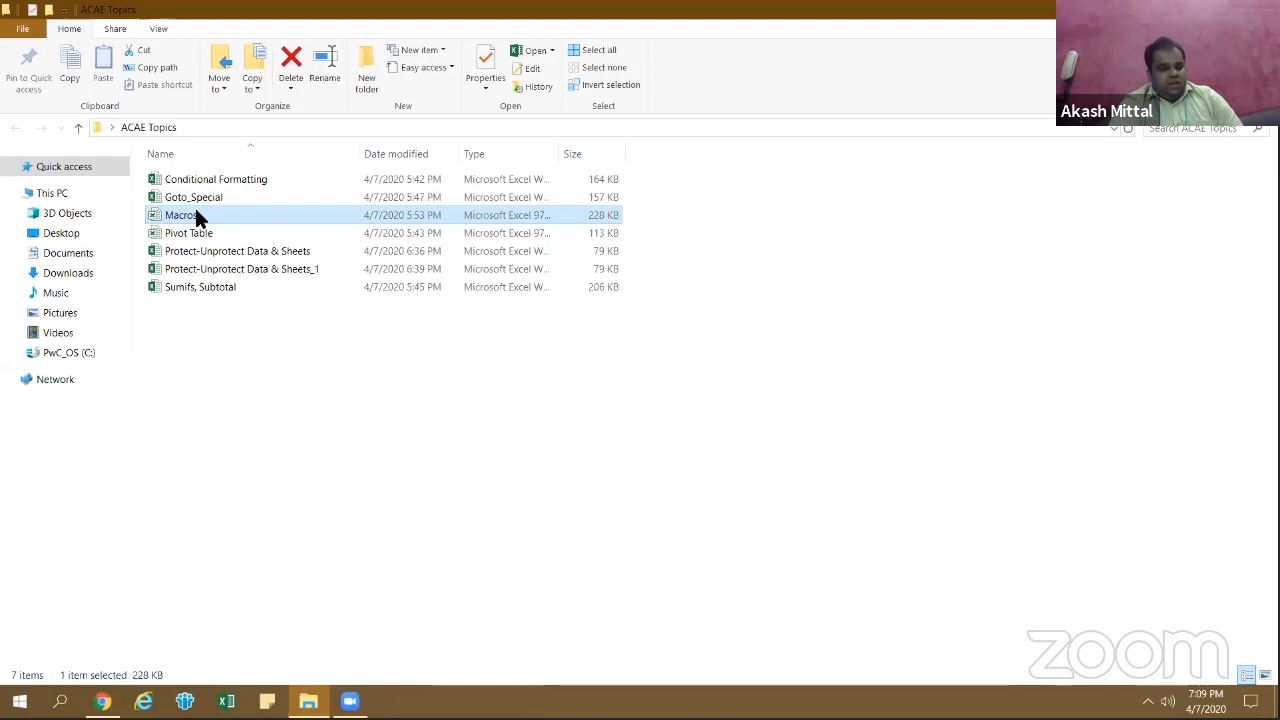 ACAE Topics
File Home Share View
Pin to Quick access
Copy
Paste
Cut
Copy path
Paste shortcut
Clipboard
Move to
Copy to
Delete
Rename
Organize
New folder
New item
Easy access
New
Properties
Open
Edit
History
Open
Select all
Select none
Invert selection
Select
Akash Mittal
ACAE Topics
Search ACAE Topics
Quick access
This PC
3D Objects
Desktop
Documents
Downloads
Music
Pictures
Videos
PwC_OS (C:)
Network
Name Date modified Type Size
Conditional Formatting 4/7/2020 5:42 PM Microsoft Excel W... 164 KB
Goto_Special 4/7/2020 5:47 PM Microsoft Excel W... 157 KB
Macros 4/7/2020 5:53 PM Microsoft Excel 97... 228 KB
Pivot Table 4/7/2020 5:43 PM Microsoft Excel 97... 113 KB
Protect-Unprotect Data & Sheets 4/7/2020 6:36 PM Microsoft Excel W... 79 KB
Protect-Unprotect Data & Sheets_1 4/7/2020 6:39 PM Microsoft Excel W... 79 KB
Sumifs, Subtotal 4/7/2020 5:45 PM Microsoft Excel W... 206 KB
zoom
7 items 1 item selected 228 KB
7:09 PM
4/7/2020